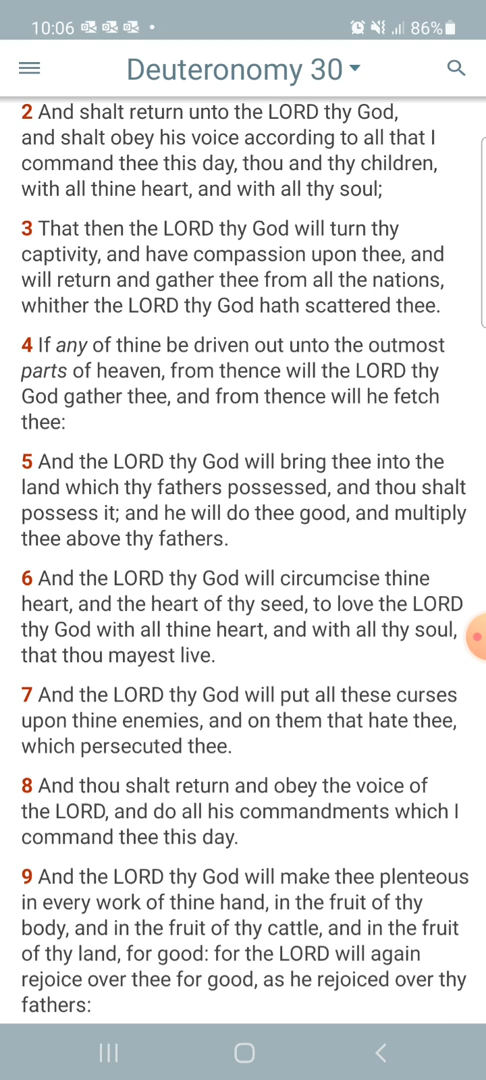 10:06 86%
Deuteronomy 30
2 And shalt return unto the LORD thy God,
and shalt obey his voice according to all that I
command thee this day, thou and thy children,
with all thine heart, and with all thy soul;
3 That then the LORD thy God will turn thy
captivity, and have compassion upon thee, and
will return and gather thee from all the nations,
whither the LORD thy God hath scattered thee.
4 If any of thine be driven out unto the outmost
parts of heaven, from thence will the LORD thy
God gather thee, and from thence will he fetch
thee:
5 And the LORD thy God will bring thee into the
land which thy fathers possessed, and thou shalt
possess it; and he will do thee good, and multiply
thee above thy fathers.
6 And the LORD thy God will circumcise thine
heart, and the heart of thy seed, to love the LORD
thy God with all thine heart, and with all thy soul,
that thou mayest live.
7 And the LORD thy God will put all these curses
upon thine enemies, and on them that hate thee,
which persecuted thee.
8 And thou shalt return and obey the voice of
the LORD, and do all his commandments which I
command thee this day.
9 And the LORD thy God will make thee plenteous
in every work of thine hand, in the fruit of thy
body, and in the fruit of thy cattle, and in the fruit
of thy land, for good: for the LORD will again
rejoice over thee for good, as he rejoiced over thy
fathers: